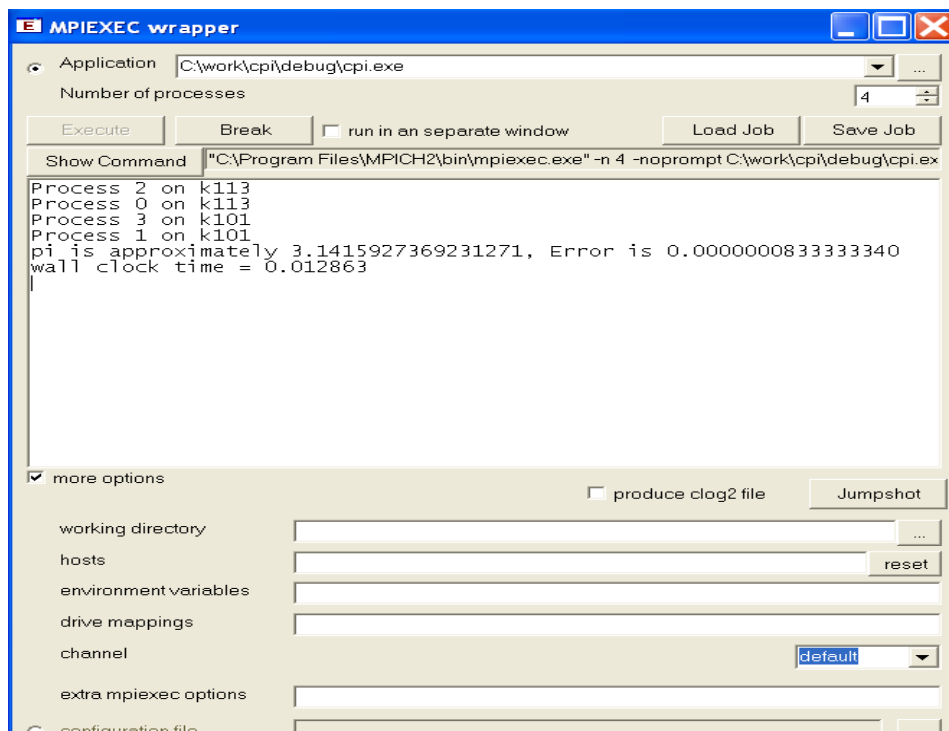 E MPIEXEC wrapper
Application C:\work\cpi\debug\cpi.exe ...
Number of processes 4
Execute Break run in an separate window Load Job Save Job
Show Command "C:\Program Files\MPICH2\bin\mpiexec.exe" -n 4 -noprompt C:\work\cpi\debug\cpi.ex
Process 2 on k113
Process 0 on k113
Process 3 on k101
Process 1 on k101
pi is approximately 3.1415927369231271, Error is 0.0000000833333340
wall clock time = 0.012863
more options
produce clog2 file Jumpshot
working directory ...
hosts reset
environment variables
drive mappings
channel default
extra mpiexec options
configuration file